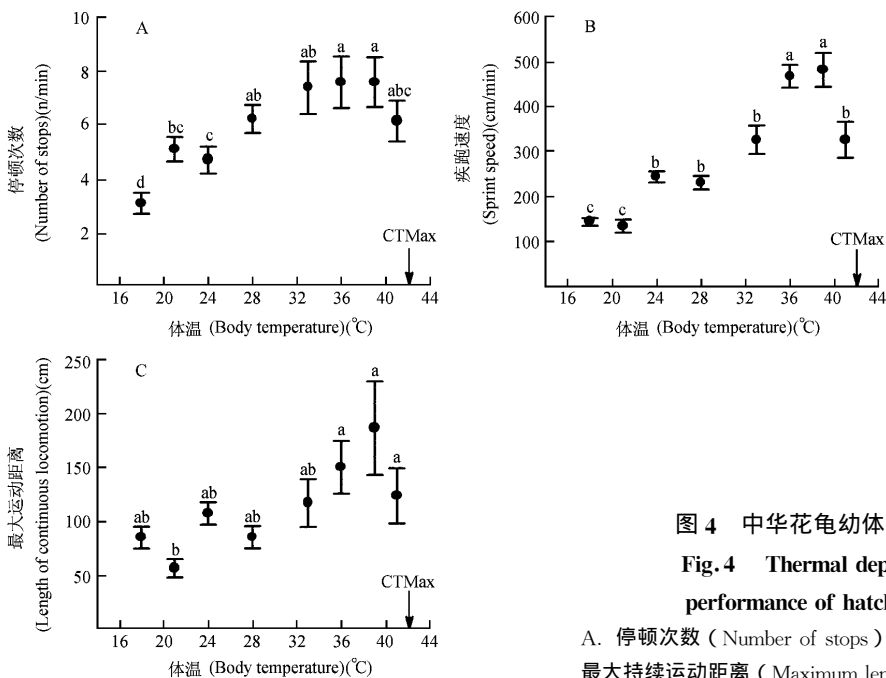 A
停顿次数
(Number of stops)(n/min)
10
8
6
4
2
d
bc
c
ab
ab
a
a
abc
CTMax
16 20 24 28 32 36 40 44
体温 (Body temperature)(℃)
B
疾跑速度
(Sprint speed)(cm/min)
600
500
400
300
200
100
c
c
b
b
b
a
a
b
CTMax
16 20 24 28 32 36 40 44
体温 (Body temperature)(℃)
C
最大运动距离
(Length of continuous locomotion)(cm)
250
200
150
100
50
ab
b
ab
ab
ab
a
a
a
CTMax
16 20 24 28 32 36 40 44
体温 (Body temperature)(℃)
图 4 中华花龟幼体
Fig.4 Thermal dep
performance of hatc
A. 停顿次数 ( Number of stops )
最大持续运动距离 ( Maximum len